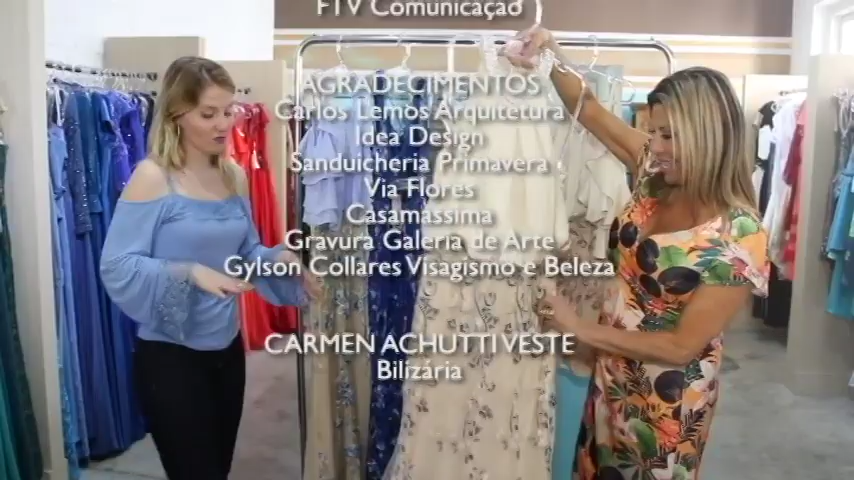 FTV Comunicação
AGRADECIMENTOS
Carlos Lemos Arquitetura
Idea Design
Sanduicheria Primavera
Via Flores
Casamassima
Gravura Galeria de Arte
Gylson Collares Visagismo e Beleza
CARMEN ACHUTTI VESTE
Bilizária